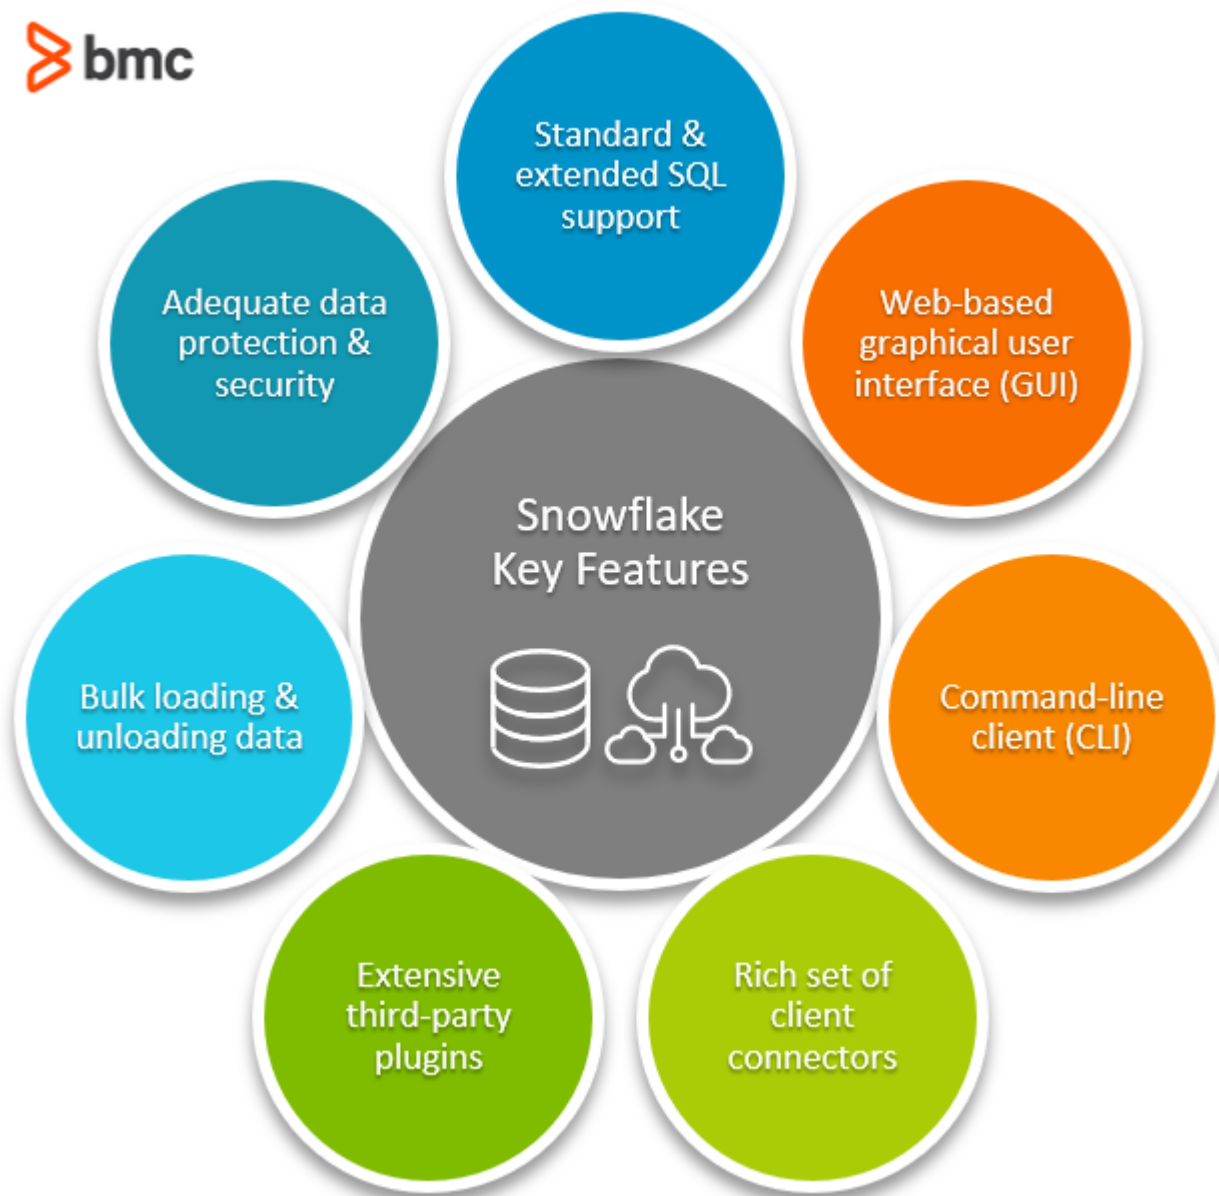 bmc
Standard &
extended SQL
support
Web-based
graphical user
interface (GUI)
Command-line
client (CLI)
Rich set of
client
connectors
Extensive
third-party
plugins
Bulk loading &
unloading data
Adequate data
protection &
security
Snowflake
Key Features